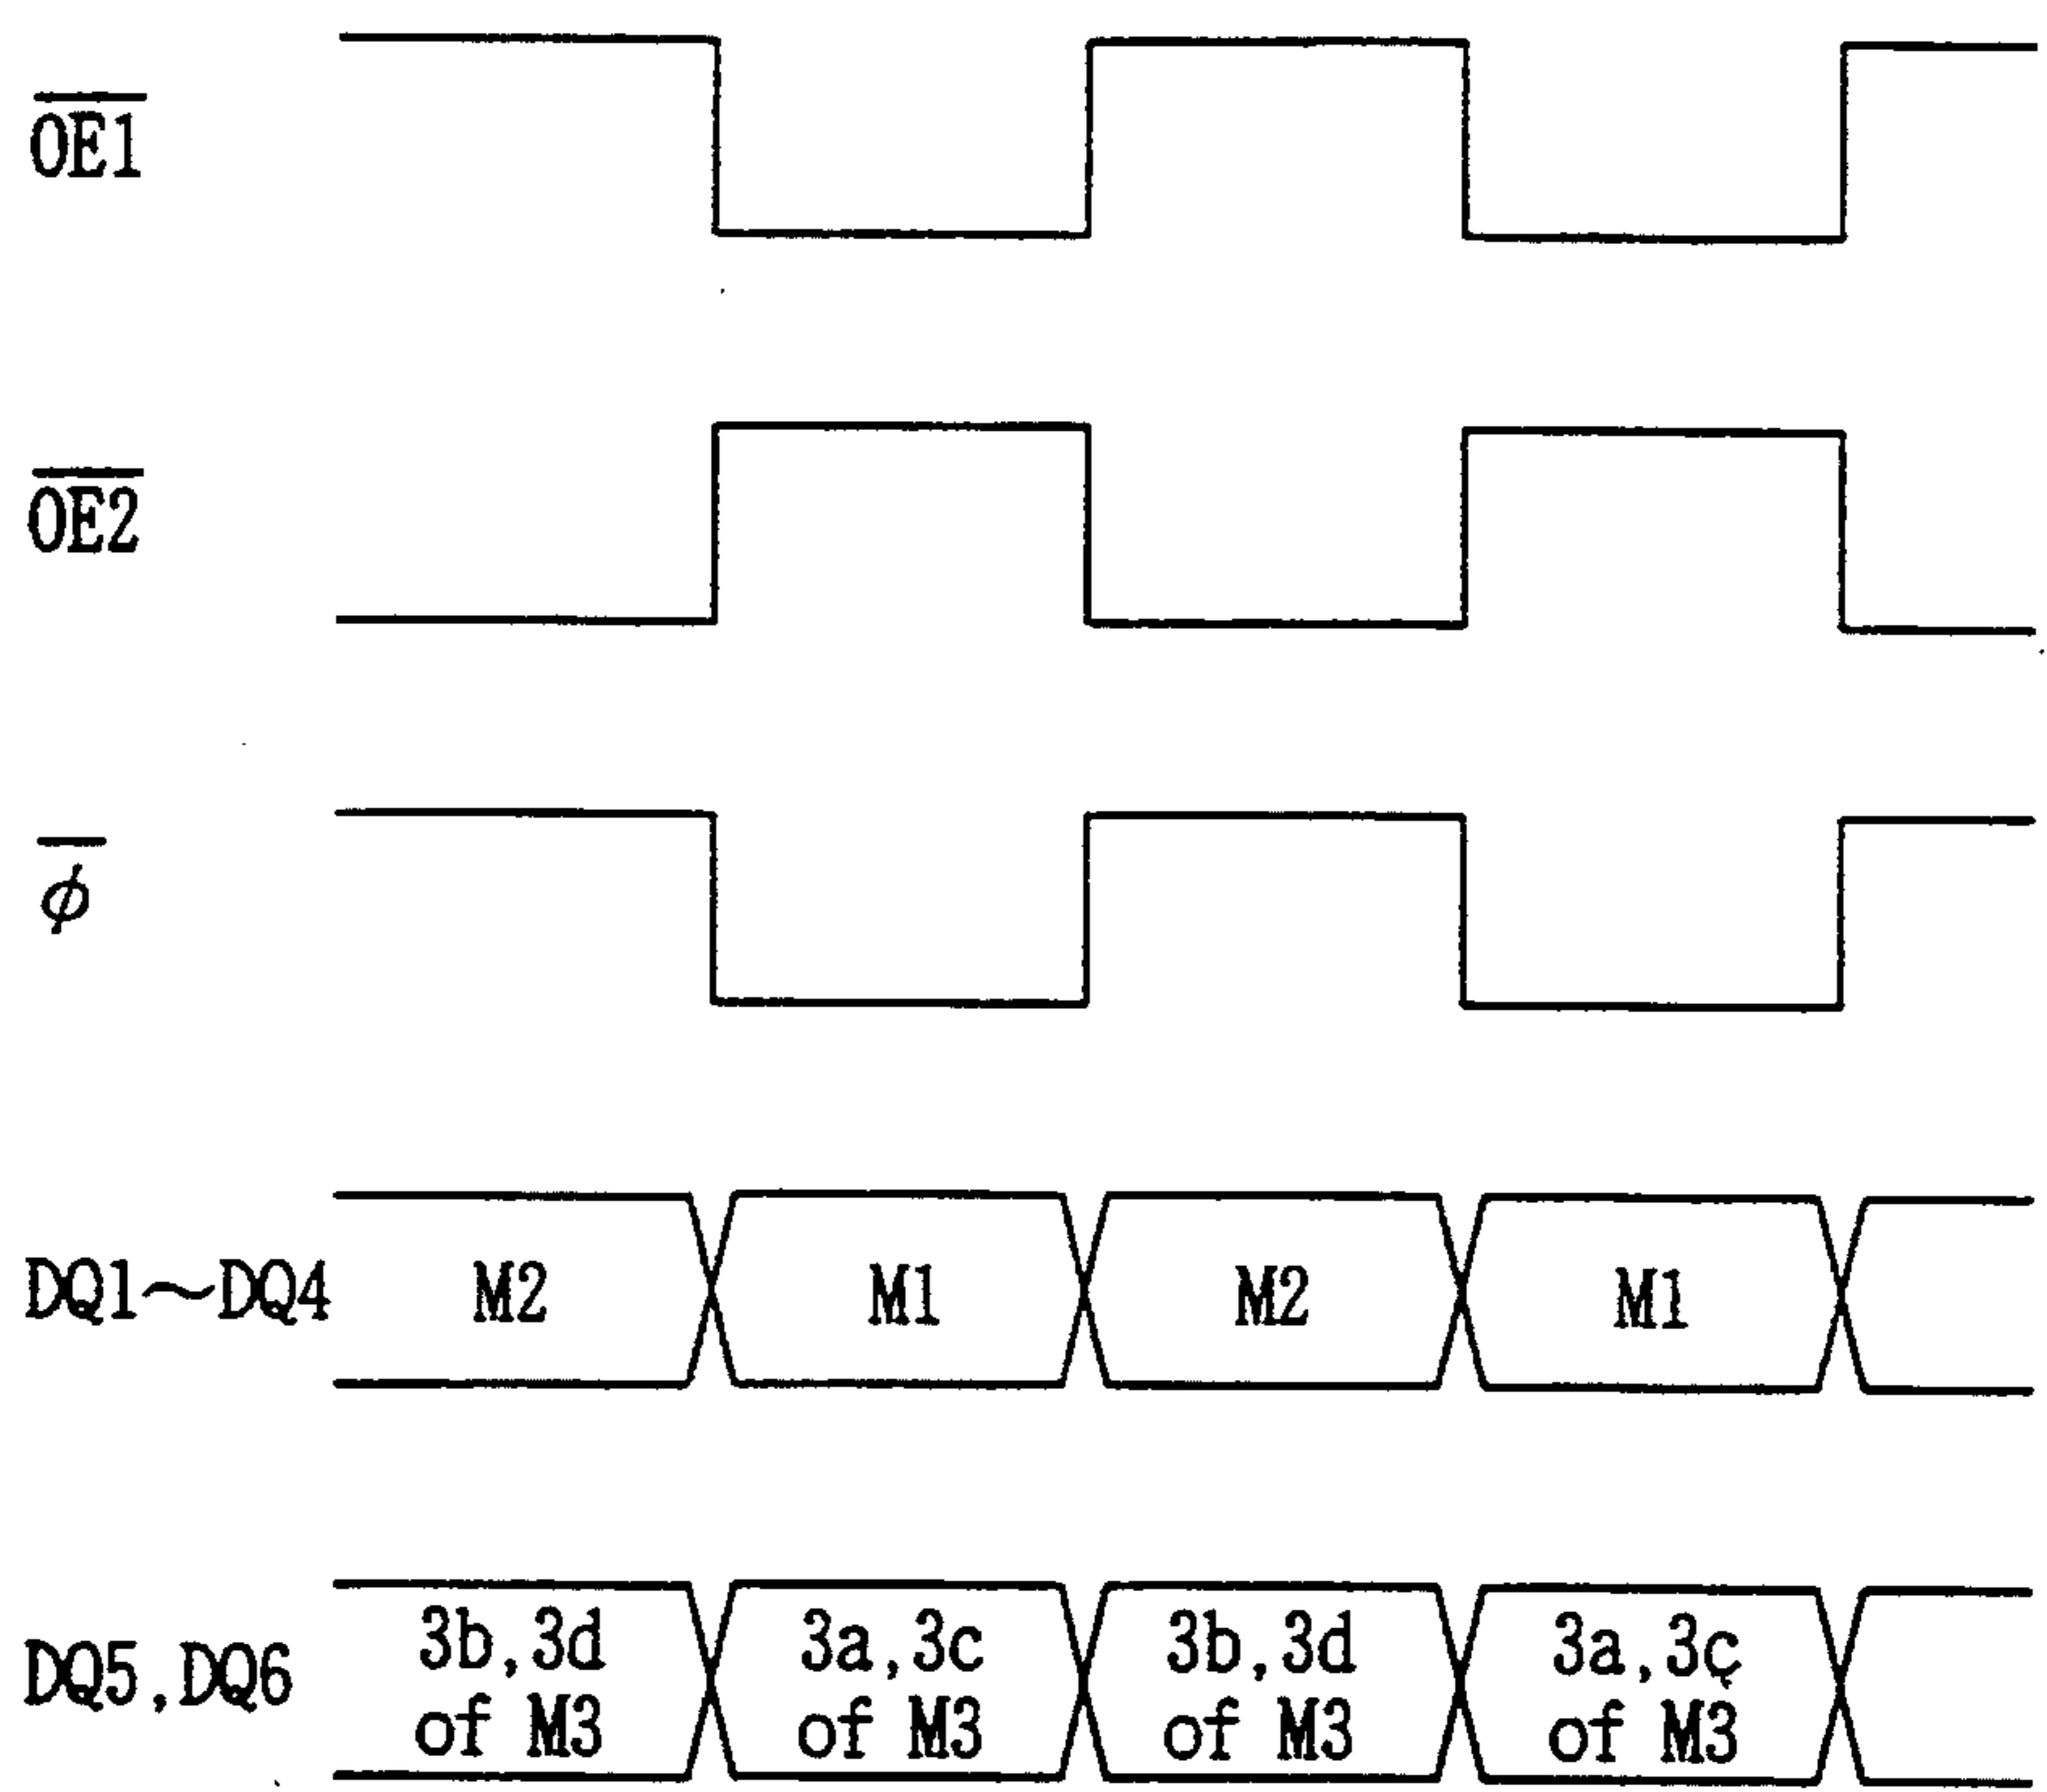 OE1
OE2
ϕ
DQ1~DQ4 M2 M1 M2 M1
DQ5,DQ6
3b,3d
of M3
3a,3c
of M3
3b,3d
of M3
3a,3c
of M3